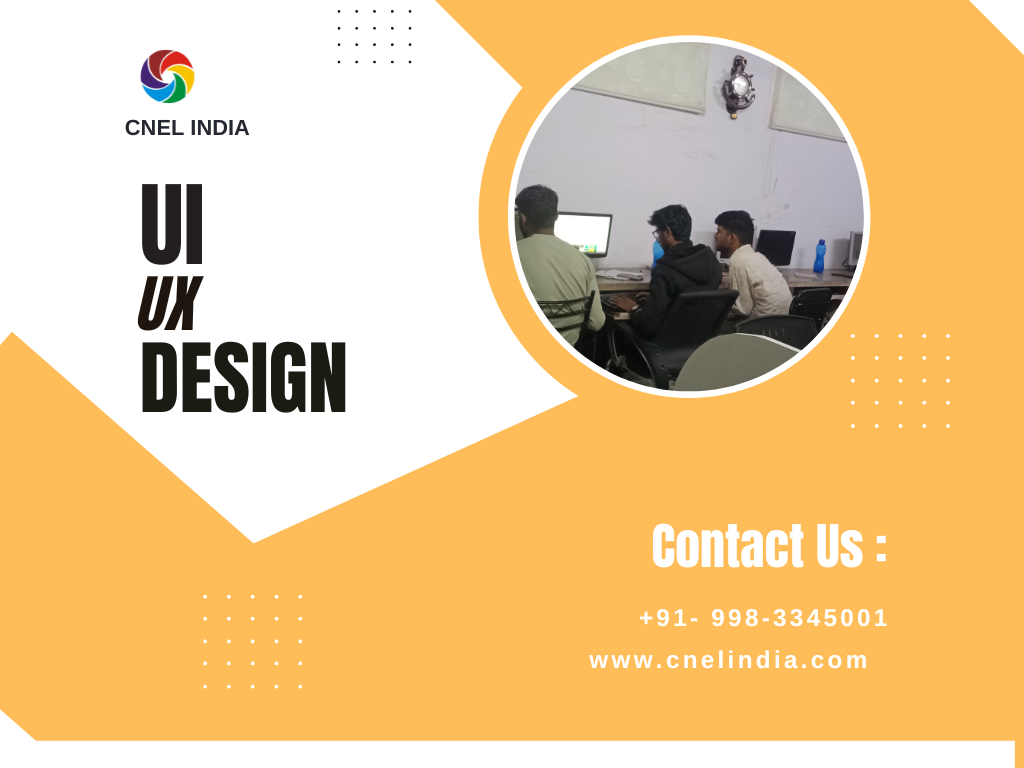 CNEL INDIA
UI
UX
DESIGN
Contact Us :
+91- 998-3345001
www.cnelindia.com